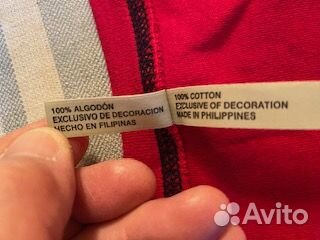 100% ALGODÓN
EXCLUSIVO DE DECORACION
HECHO EN FILIPINAS
100% COTTON
EXCLUSIVE OF DECORATION
MADE IN PHILIPPINES
Avito